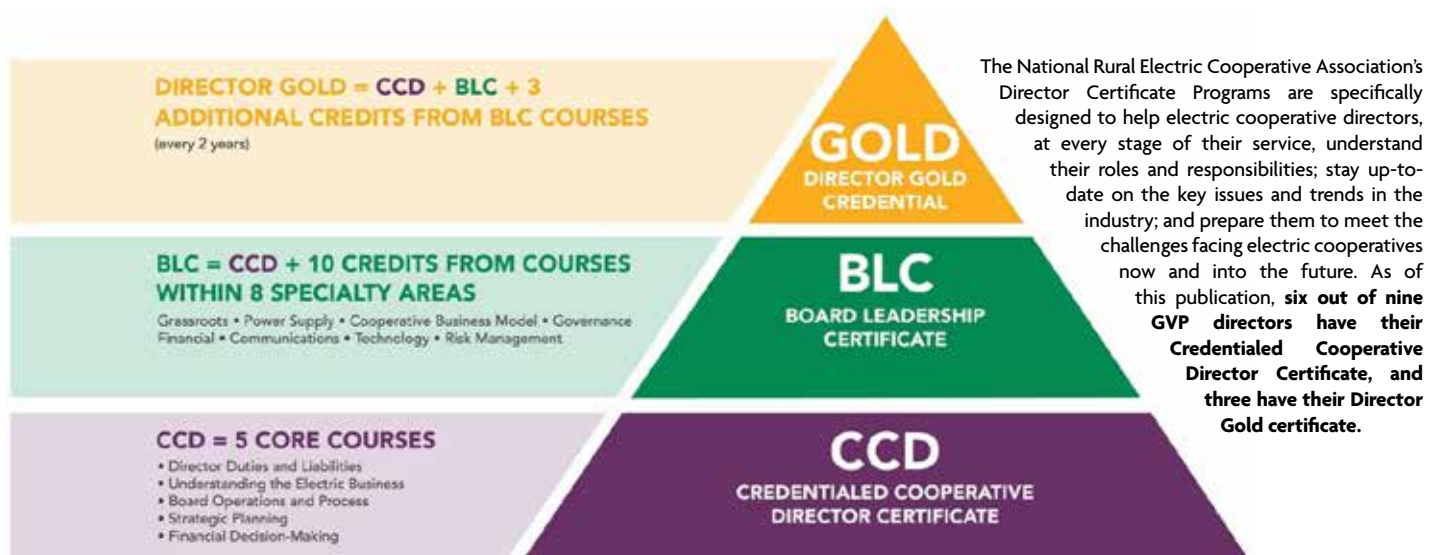 DIRECTOR GOLD = CCD + BLC + 3
ADDITIONAL CREDITS FROM BLC COURSES
(every 2 years)
GOLD
DIRECTOR GOLD
CREDENTIAL
BLC = CCD + 10 CREDITS FROM COURSES
WITHIN 8 SPECIALTY AREAS
Grassroots • Power Supply • Cooperative Business Model • Governance
Financial • Communications • Technology • Risk Management
BLC
BOARD LEADERSHIP
CERTIFICATE
CCD = 5 CORE COURSES
• Director Duties and Liabilities
• Understanding the Electric Business
• Board Operations and Process
• Strategic Planning
• Financial Decision-Making
CCD
CREDENTIALED COOPERATIVE
DIRECTOR CERTIFICATE
The National Rural Electric Cooperative Association's
Director Certificate Programs are specifically
designed to help electric cooperative directors,
at every stage of their service, understand
their roles and responsibilities; stay up-to-
date on the key issues and trends in the
industry; and prepare them to meet the
challenges facing electric cooperatives
now and into the future. As of
this publication, six out of nine
GVP directors have their
Credentialed Cooperative
Director Certificate, and
three have their Director
Gold certificate.